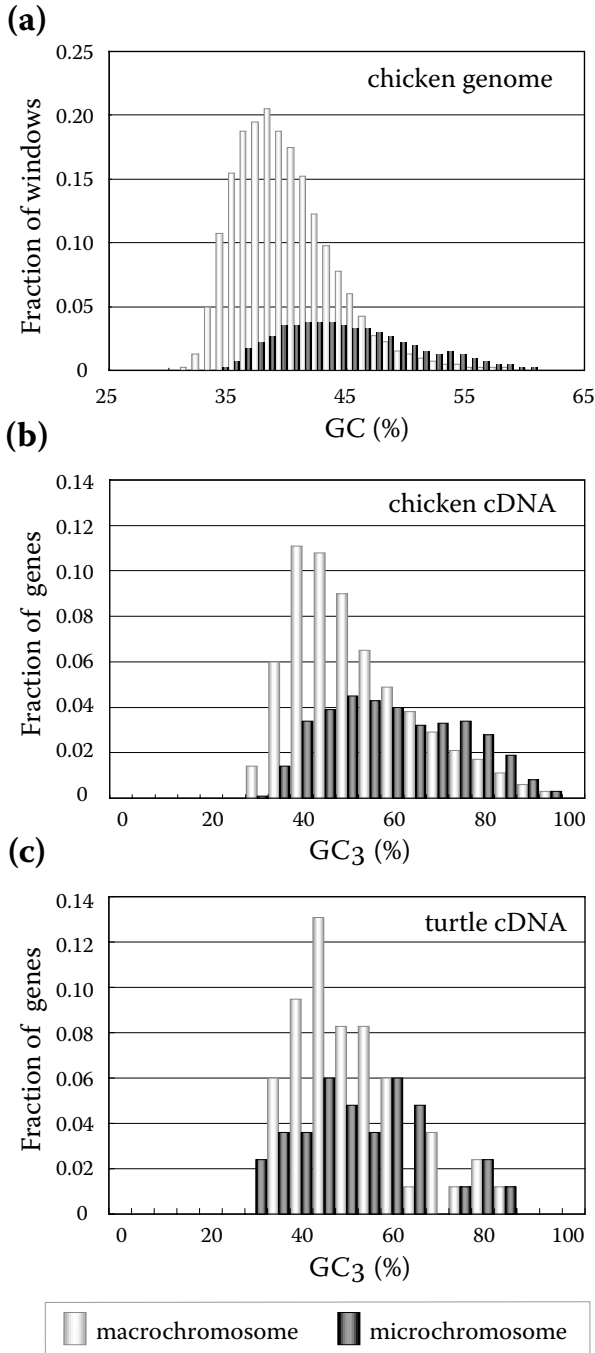 (a)
chicken genome
Fraction of windows
0.25
0.20
0.15
0.10
0.05
0
25 35 45 55 65
GC (%)
(b)
chicken cDNA
Fraction of genes
0.14
0.12
0.10
0.08
0.06
0.04
0.02
0
0 20 40 60 80 100
GC3 (%)
(c)
turtle cDNA
Fraction of genes
0.14
0.12
0.10
0.08
0.06
0.04
0.02
0
0 20 40 60 80 100
GC3 (%)
macrochromosome microchromosome